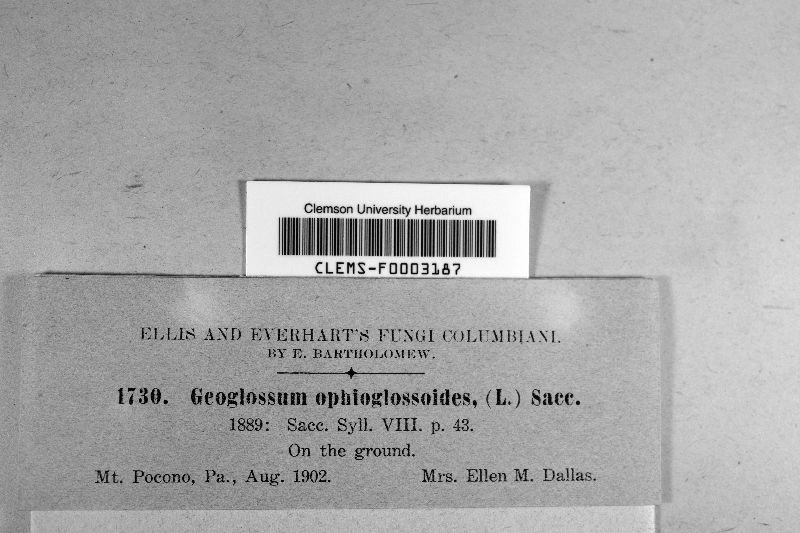 Clemson University Herbarium
CLEMS-F0003187
ELLIS AND EVERHART'S FUNGI COLUMBIANI.
BY E. BARTHOLOMEW.
1730. Geoglossum ophioglossoides, (L.) Sacc.
1889: Sacc. Syll. VIII. p. 43.
On the ground.
Mt. Pocono, Pa., Aug. 1902. Mrs. Ellen M. Dallas.